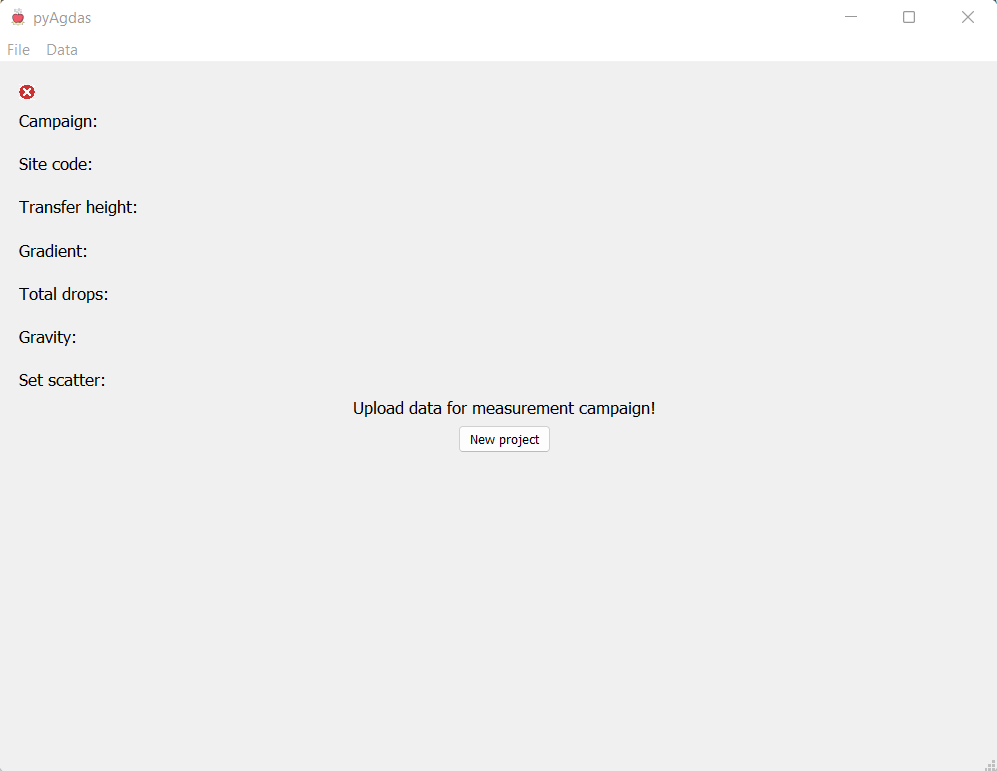 pyAgdas
File Data
Campaign:
Site code:
Transfer height:
Gradient:
Total drops:
Gravity:
Set scatter:
Upload data for measurement campaign!
New project